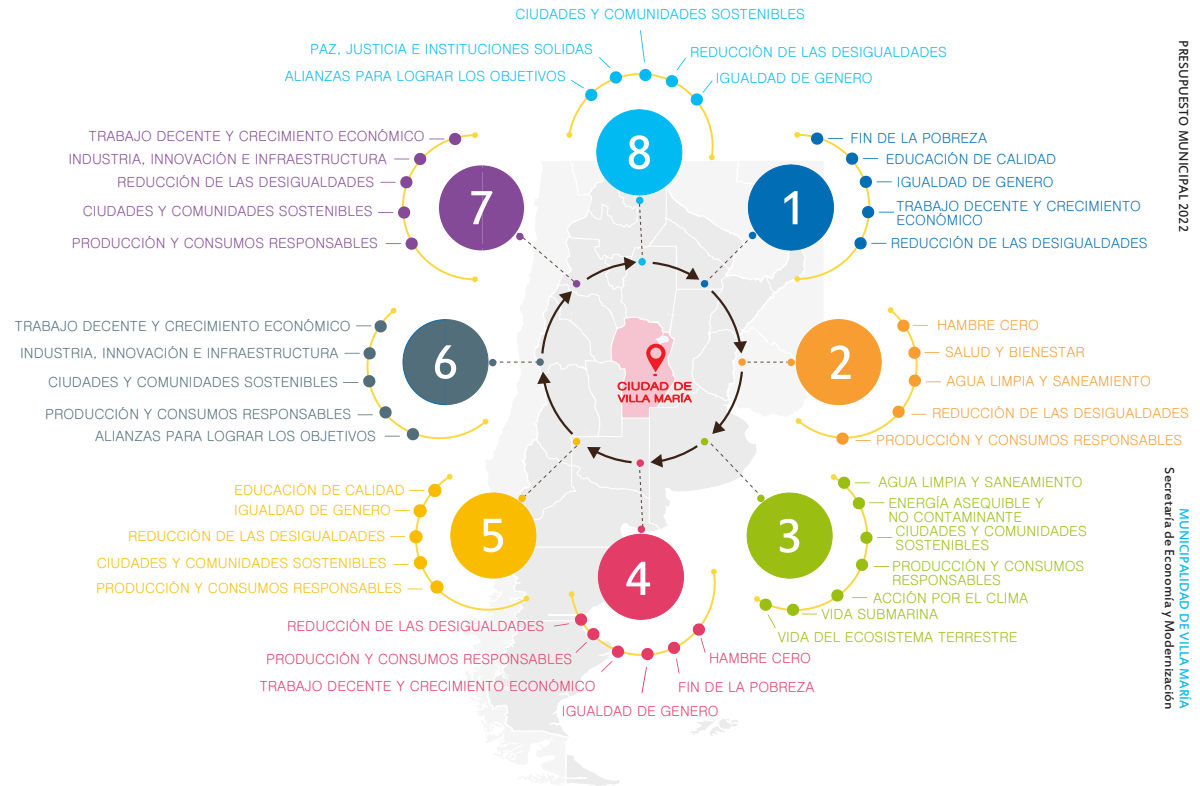 CIUDADES Y COMUNIDADES SOSTENIBLES
PAZ, JUSTICIA E INSTITUCIONES SOLIDAS
REDUCCIÓN DE LAS DESIGUALDADES
ALIANZAS PARA LOGRAR LOS OBJETIVOS
IGUALDAD DE GENERO
8
FIN DE LA POBREZA
EDUCACIÓN DE CALIDAD
IGUALDAD DE GENERO
TRABAJO DECENTE Y CRECIMIENTO
ECONÓMICO
REDUCCIÓN DE LAS DESIGUALDADES
1
HAMBRE CERO
SALUD Y BIENESTAR
AGUA LIMPIA Y SANEAMIENTO
REDUCCIÓN DE LAS DESIGUALDADES
PRODUCCIÓN Y CONSUMOS RESPONSABLES
2
AGUA LIMPIA Y SANEAMIENTO
ENERGÍA ASEQUIBLE Y
NO CONTAMINANTE
CIUDADES Y COMUNIDADES
SOSTENIBLES
PRODUCCIÓN Y CONSUMOS
RESPONSABLES
ACCIÓN POR EL CLIMA
VIDA SUBMARINA
VIDA DEL ECOSISTEMA TERRESTRE
3
4
REDUCCIÓN DE LAS DESIGUALDADES
PRODUCCIÓN Y CONSUMOS RESPONSABLES
TRABAJO DECENTE Y CRECIMIENTO ECONÓMICO
IGUALDAD DE GENERO
FIN DE LA POBREZA
HAMBRE CERO
EDUCACIÓN DE CALIDAD
IGUALDAD DE GENERO
REDUCCIÓN DE LAS DESIGUALDADES
CIUDADES Y COMUNIDADES SOSTENIBLES
PRODUCCIÓN Y CONSUMOS RESPONSABLES
5
TRABAJO DECENTE Y CRECIMIENTO ECONÓMICO
INDUSTRIA, INNOVACIÓN E INFRAESTRUCTURA
CIUDADES Y COMUNIDADES SOSTENIBLES
PRODUCCIÓN Y CONSUMOS RESPONSABLES
ALIANZAS PARA LOGRAR LOS OBJETIVOS
6
TRABAJO DECENTE Y CRECIMIENTO ECONÓMICO
INDUSTRIA, INNOVACIÓN E INFRAESTRUCTURA
REDUCCIÓN DE LAS DESIGUALDADES
CIUDADES Y COMUNIDADES SOSTENIBLES
PRODUCCIÓN Y CONSUMOS RESPONSABLES
7
CIUDAD DE
VILLA MARÍA
PRESUPUESTO MUNICIPAL 2022
MUNICIPALIDAD DE VILLA MARÍA
Secretaría de Economía y Modernización